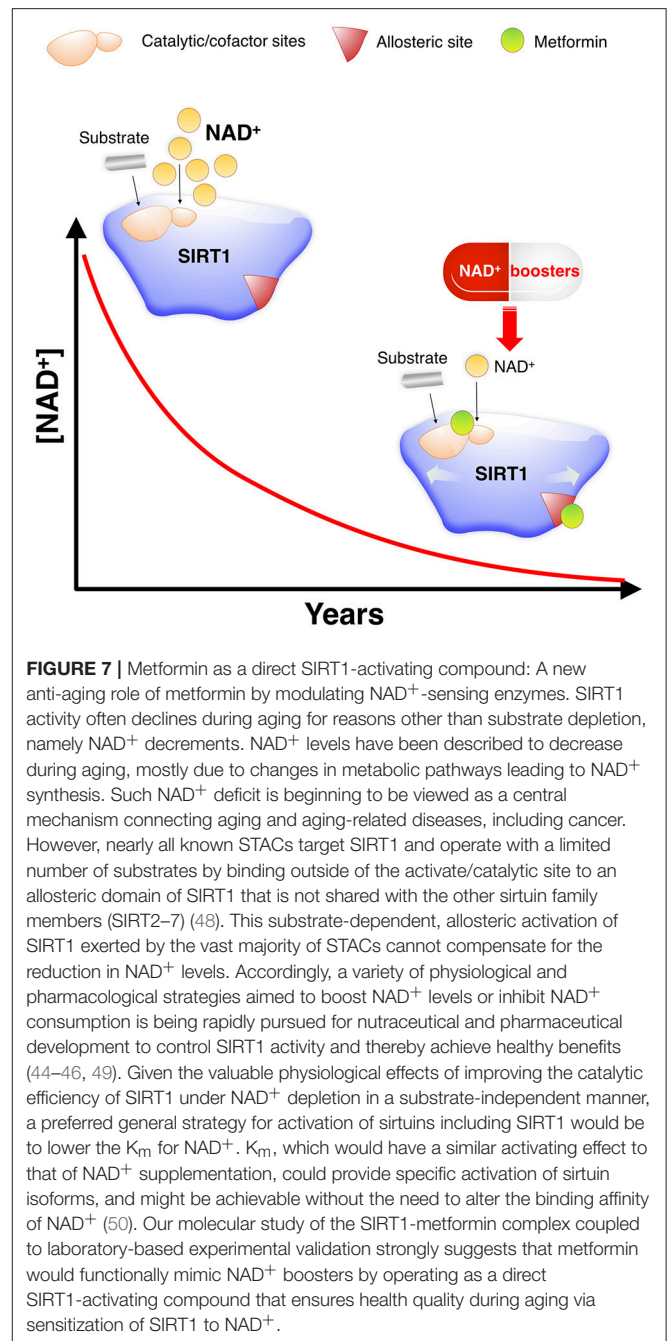 Catalytic/cofactor sites Allosteric site Metformin
Substrate NAD⁺
SIRT1
NAD⁺ boosters
Substrate NAD⁺
SIRT1
[NAD⁺]
Years
FIGURE 7 | Metformin as a direct SIRT1-activating compound: A new
anti-aging role of metformin by modulating NAD⁺-sensing enzymes. SIRT1
activity often declines during aging for reasons other than substrate depletion,
namely NAD⁺ decrements. NAD⁺ levels have been described to decrease
during aging, mostly due to changes in metabolic pathways leading to NAD⁺
synthesis. Such NAD⁺ deficit is beginning to be viewed as a central
mechanism connecting aging and aging-related diseases, including cancer.
However, nearly all known STACs target SIRT1 and operate with a limited
number of substrates by binding outside of the activate/catalytic site to an
allosteric domain of SIRT1 that is not shared with the other sirtuin family
members (SIRT2–7) (48). This substrate-dependent, allosteric activation of
SIRT1 exerted by the vast majority of STACs cannot compensate for the
reduction in NAD⁺ levels. Accordingly, a variety of physiological and
pharmacological strategies aimed to boost NAD⁺ levels or inhibit NAD⁺
consumption is being rapidly pursued for nutraceutical and pharmaceutical
development to control SIRT1 activity and thereby achieve healthy benefits
(44–46, 49). Given the valuable physiological effects of improving the catalytic
efficiency of SIRT1 under NAD⁺ depletion in a substrate-independent manner,
a preferred general strategy for activation of sirtuins including SIRT1 would be
to lower the Kₘ for NAD⁺. Kₘ, which would have a similar activating effect to
that of NAD⁺ supplementation, could provide specific activation of sirtuin
isoforms, and might be achievable without the need to alter the binding affinity
of NAD⁺ (50). Our molecular study of the SIRT1-metformin complex coupled
to laboratory-based experimental validation strongly suggests that metformin
would functionally mimic NAD⁺ boosters by operating as a direct
SIRT1-activating compound that ensures health quality during aging via
sensitization of SIRT1 to NAD⁺.